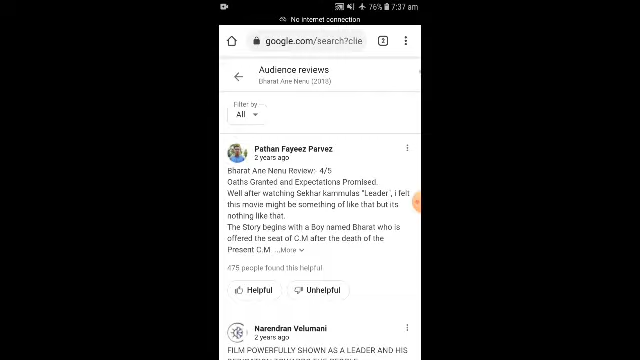 76% 7:37 am
No internet connection
google.com/search?clie
2
Audience reviews
Bharat Ane Nenu (2018)
Filter by
All
Pathan Fayeez Parvez
2 years ago
Bharat Ane Nenu Review: 4/5
Oaths Granted and Expectations Promised.
Well after watching Sekhar kammulas "Leader", i felt
this movie might be something of like that but its
nothing like that.
The Story begins with a Boy named Bharat who is
offered the seat of C.M after the death of the
Present C.M ...More
475 people found this helpful
Helpful Unhelpful
Narendran Velumani
2 years ago
FILM POWERFULLY SHOWN AS A LEADER AND HIS